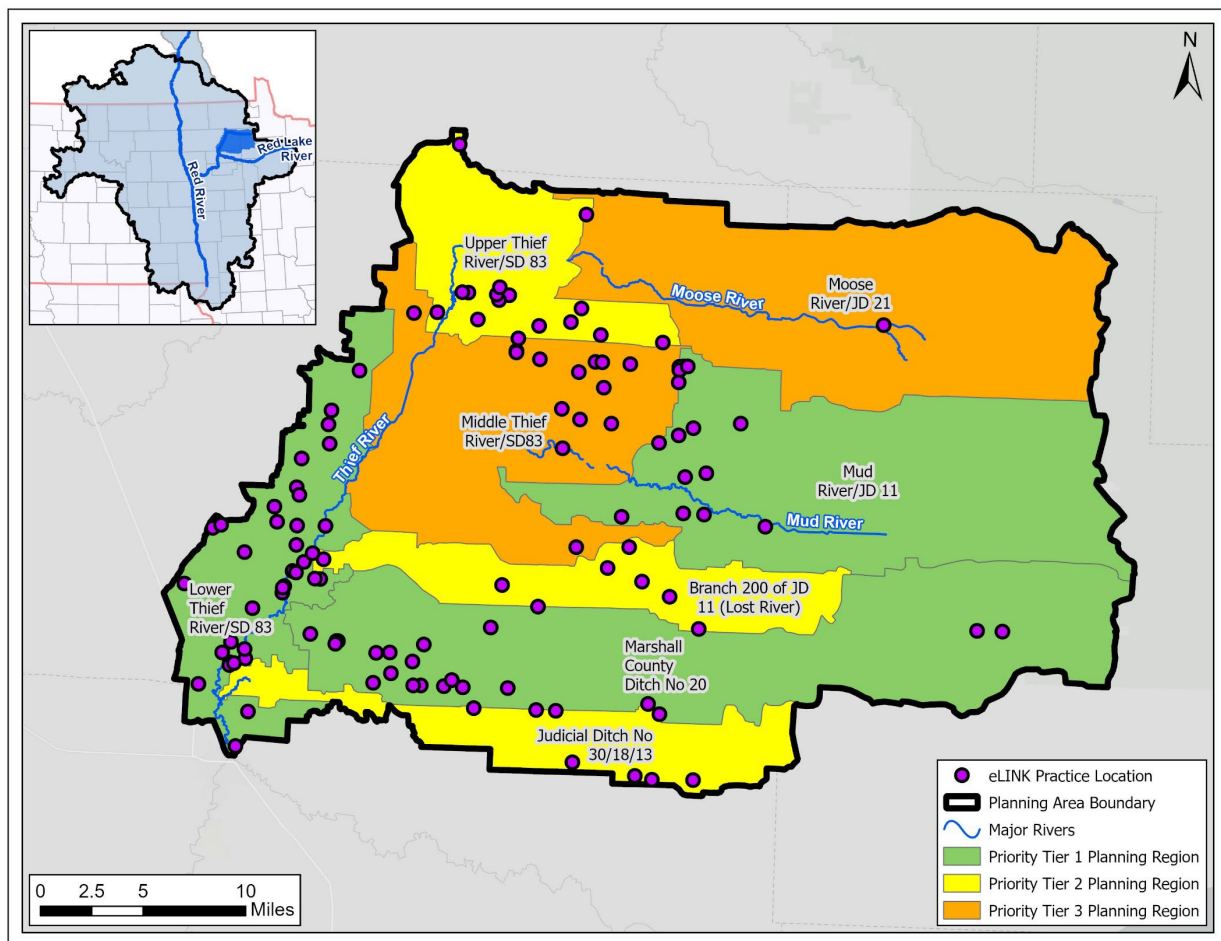 N
Red Lake
River
Red River
Upper Thief
River/SD 83
Moose River
Moose
River/JD 21
Middle Thief
River/SD83
Thief River
Mud
River/JD 11
Mud River
Lower
Thief
River/SD 83
Branch 200 of JD
11 (Lost River)
Marshall
County
Ditch No 20
Judicial Ditch No
30/18/13
eLINK Practice Location
Planning Area Boundary
Major Rivers
Priority Tier 1 Planning Region
Priority Tier 2 Planning Region
Priority Tier 3 Planning Region
0 2.5 5 10
Miles